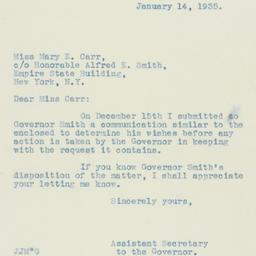 January 14, 1935.
Miss Mary E. Carr,
c/o Honorable Alfred E. Smith,
Empire State Building,
New York, N.Y.
Dear Miss Carr:
On December 15th I submitted to
Governor Smith a communication similar to the
enclosed to determine his wishes before any
action is taken by the Governor in keeping
with the request it contains.
If you know Governor Smith's
disposition of the matter, I shall appreciate
your letting me know.
Sincerely yours,
Assistant Secretary
JJM*O to the Governor.